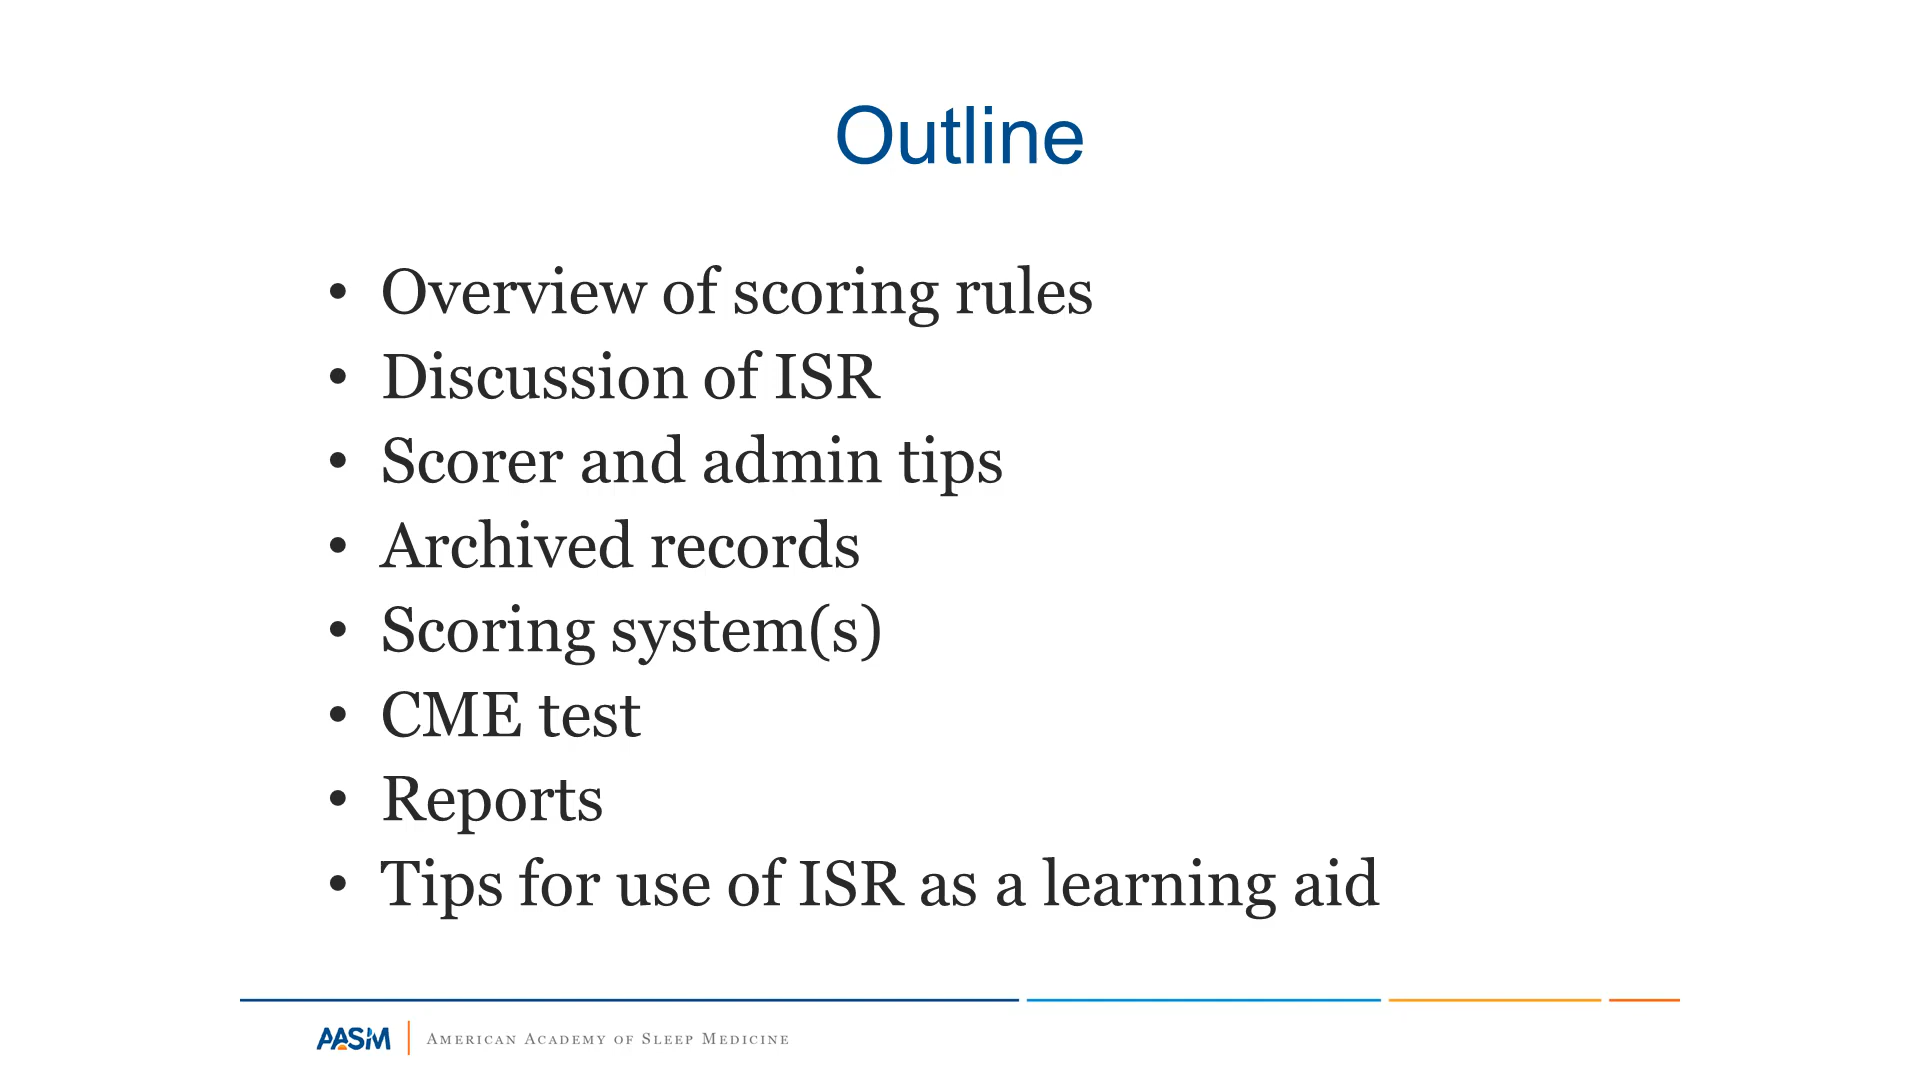 Outline
• Overview of scoring rules
• Discussion of ISR
• Scorer and admin tips
• Archived records
• Scoring system(s)
• CME test
• Reports
• Tips for use of ISR as a learning aid
AASM | American Academy of Sleep Medicine